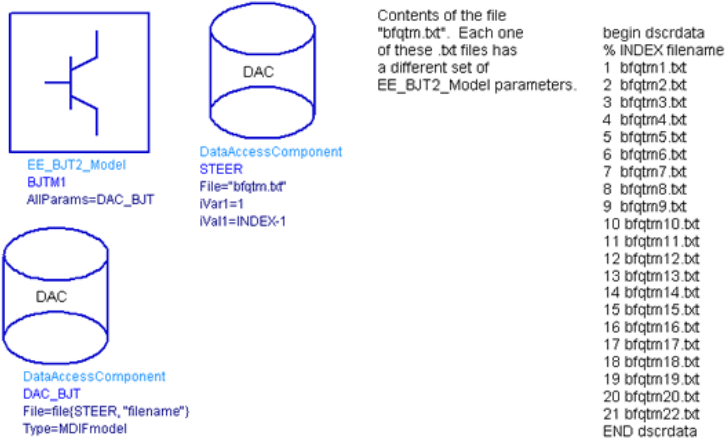 DAC
EE_BJT2_Model
BJTM1
AllParams=DAC_BJT
DataAccessComponent
STEER
File="bfqtm.txt"
iVar1=1
iVal1=INDEX-1
DAC
DataAccessComponent
DAC_BJT
File=file{STEER, "filename"}
Type=MDIFmodel
Contents of the file
"bfqtm.txt". Each one
of these .txt files has
a different set of
EE_BJT2_Model parameters.
begin dscrdata
% INDEX filename
1 bfqtm1.txt
2 bfqtm2.txt
3 bfqtm3.txt
4 bfqtm4.txt
5 bfqtm5.txt
6 bfqtm6.txt
7 bfqtm7.txt
8 bfqtm8.txt
9 bfqtm9.txt
10 bfqtm10.txt
11 bfqtm11.txt
12 bfqtm12.txt
13 bfqtm13.txt
14 bfqtm14.txt
15 bfqtm15.txt
16 bfqtm16.txt
17 bfqtm17.txt
18 bfqtm18.txt
19 bfqtm19.txt
20 bfqtm20.txt
21 bfqtm22.txt
END dscrdata